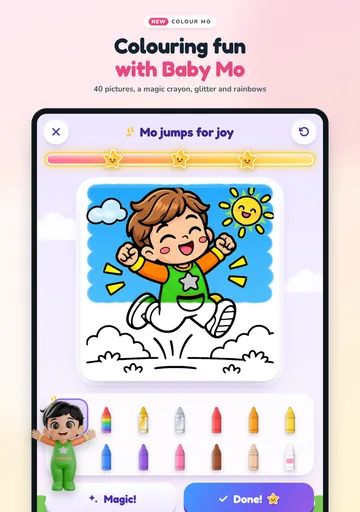 NEW COLOUR MO
Colouring fun
with Baby Mo
40 pictures, a magic crayon, glitter and rainbows
Mo jumps for joy
Magic!
Done!